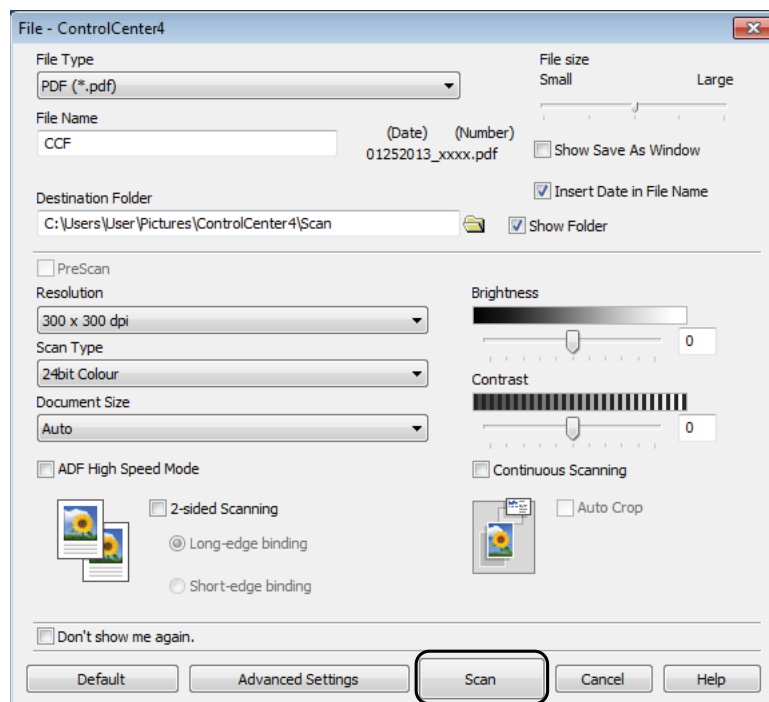 File - ControlCenter4
File Type
PDF (*.pdf)
File size
Small Large
File Name
CCF
(Date) (Number)
01252013_xxxx.pdf
Show Save As Window
Insert Date in File Name
Destination Folder
C:\Users\User\Pictures\ControlCenter4\Scan
Show Folder
PreScan
Resolution
300 x 300 dpi
Scan Type
24bit Colour
Document Size
Auto
Brightness
0
Contrast
0
ADF High Speed Mode
2-sided Scanning
Long-edge binding
Short-edge binding
Continuous Scanning
Auto Crop
Don't show me again.
Default Advanced Settings Scan Cancel Help